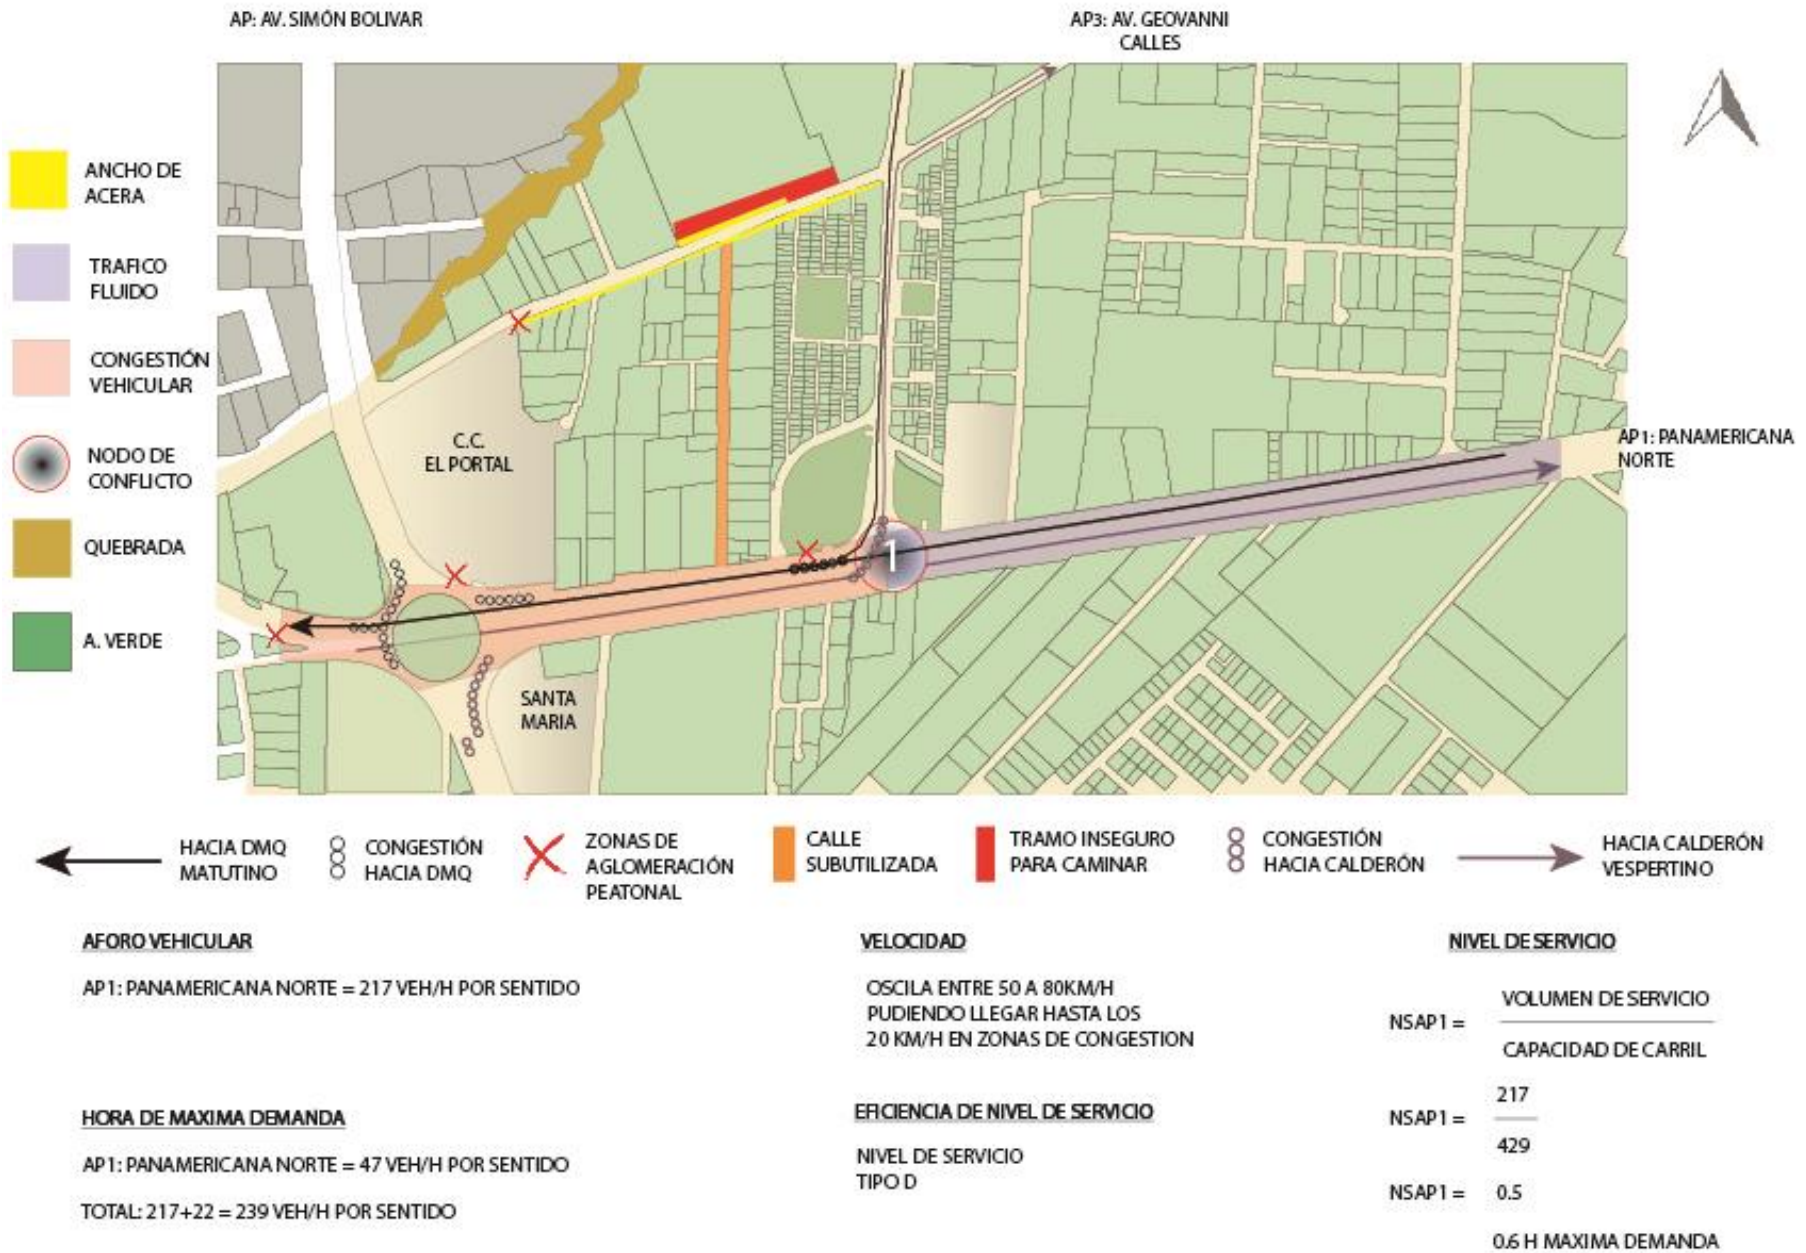 AP: AV. SIMÓN BOLIVAR
AP3: AV. GEOVANNI
CALLES
ANCHO DE
ACERA
TRAFICO
FLUIDO
CONGESTIÓN
VEHICULAR
NODO DE
CONFLICTO
QUEBRADA
A. VERDE
C.C.
EL PORTAL
AP1: PANAMERICANA
NORTE
1
SANTA
MARIA
HACIA DMQ
MATUTINO
CONGESTIÓN
HACIA DMQ
ZONAS DE
AGLOMERACIÓN
PEATONAL
CALLE
SUBUTILIZADA
TRAMO INSEGURO
PARA CAMINAR
CONGESTIÓN
HACIA CALDERÓN
HACIA CALDERÓN
VESPERTINO
AFORO VEHICULAR
AP1: PANAMERICANA NORTE = 217 VEH/H POR SENTIDO
HORA DE MAXIMA DEMANDA
AP1: PANAMERICANA NORTE = 47 VEH/H POR SENTIDO
TOTAL: 217+22 = 239 VEH/H POR SENTIDO
VELOCIDAD
OSCILA ENTRE 50 A 80KM/H
PUDIENDO LLEGAR HASTA LOS
20 KM/H EN ZONAS DE CONGESTION
EFICIENCIA DE NIVEL DE SERVICIO
NIVEL DE SERVICIO
TIPO D
NIVEL DE SERVICIO
NSAP1 =
VOLUMEN DE SERVICIO
CAPACIDAD DE CARRIL
NSAP1 =
217
429
NSAP1 = 0.5
0.6 H MAXIMA DEMANDA